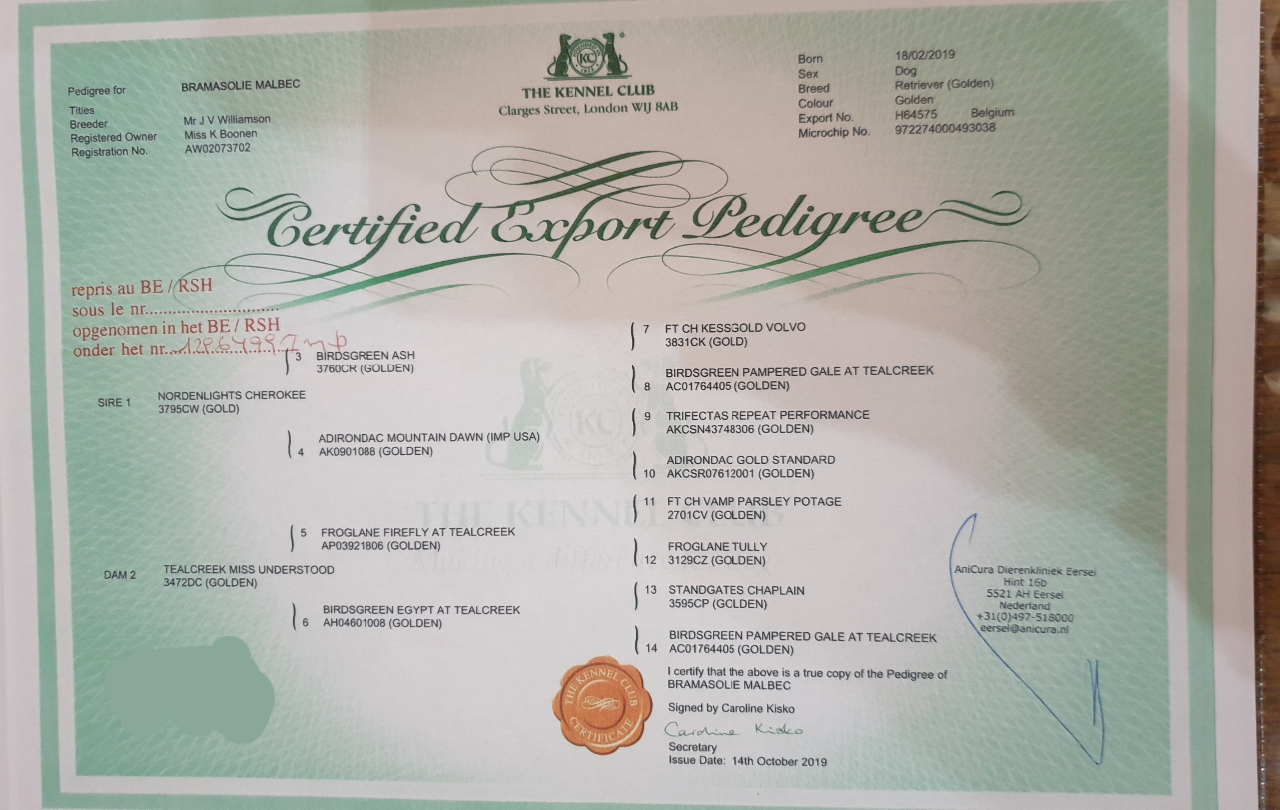 Pedigree for BRAMASOLIE MALBEC
Titles
Breeder Mr J V Williamson
Registered Owner Miss K Boonen
Registration No. AW02073702
KC
THE KENNEL CLUB
Clarges Street, London W1J 8AB
Born 18/02/2019
Sex Dog
Breed Retriever (Golden)
Colour Golden
Export No. H64575 Belgium
Microchip No. 972274000493038
Certified Export Pedigree
repris au BE / RSH
sous le nr.............................
opgenomen in het BE / RSH
onder het nr.
SIRE 1 NORDENLIGHTS CHEROKEE
3795CW (GOLD)
DAM 2 TEALCREEK MISS UNDERSTOOD
3472DC (GOLDEN)
3 BIRDSGREEN ASH
3760CR (GOLDEN)
4 ADIRONDAC MOUNTAIN DAWN (IMP USA)
AK0901088 (GOLDEN)
5 FROGLANE FIREFLY AT TEALCREEK
AP03921806 (GOLDEN)
6 BIRDSGREEN EGYPT AT TEALCREEK
AH04601008 (GOLDEN)
7 FT CH KESSGOLD VOLVO
3831CK (GOLD)
8 BIRDSGREEN PAMPERED GALE AT TEALCREEK
AC01764405 (GOLDEN)
9 TRIFECTAS REPEAT PERFORMANCE
AKCSN43748306 (GOLDEN)
10 ADIRONDAC GOLD STANDARD
AKCSR07612001 (GOLDEN)
11 FT CH VAMP PARSLEY POTAGE
2701CV (GOLDEN)
12 FROGLANE TULLY
3129CZ (GOLDEN)
13 STANDGATES CHAPLAIN
3595CP (GOLDEN)
14 BIRDSGREEN PAMPERED GALE AT TEALCREEK
AC01764405 (GOLDEN)
KC
THE KENNEL CLUB
Making a difference
AniCura Dierenkliniek Eersel
Hint 16b
5521 AH Eersel
Nederland
+31(0)497-518000
eersel@anicura.nl
THE KENNEL CLUB
CERTIFICATE
I certify that the above is a true copy of the Pedigree of
BRAMASOLIE MALBEC
Signed by Caroline Kisko
Caroline Kisko
Secretary
Issue Date: 14th October 2019